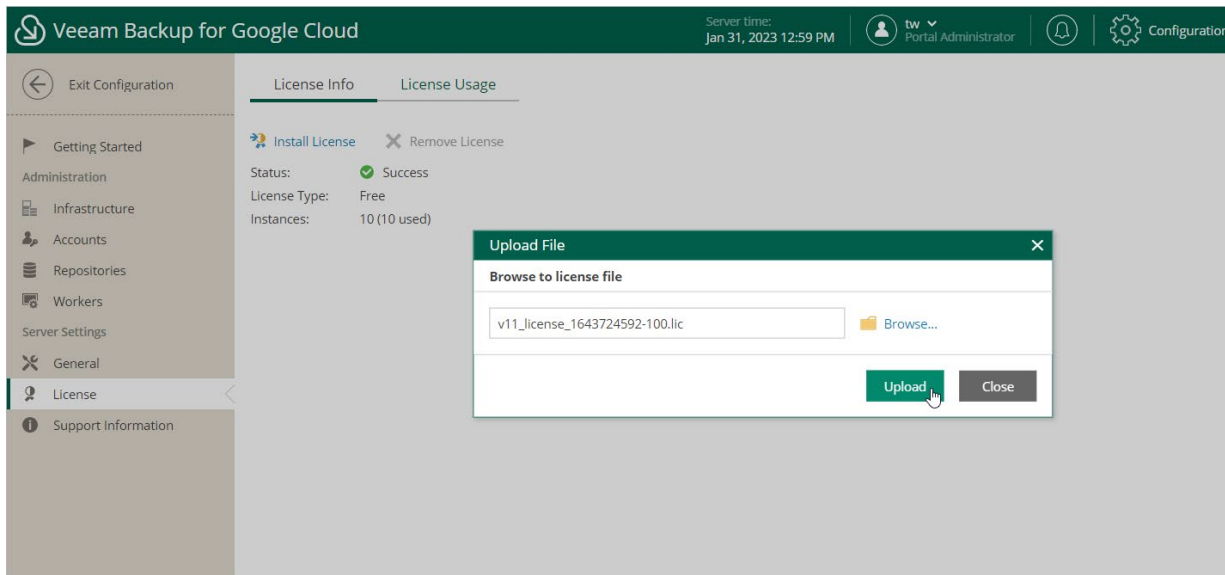 Veeam Backup for Google Cloud
Server time:
Jan 31, 2023 12:59 PM
tw
Portal Administrator
Configuration
Exit Configuration
Getting Started
Administration
Infrastructure
Accounts
Repositories
Workers
Server Settings
General
License
Support Information
License Info License Usage
Install License Remove License
Status: Success
License Type: Free
Instances: 10 (10 used)
Upload File
Browse to license file
v11_license_1643724592-100.lic Browse...
Upload Close